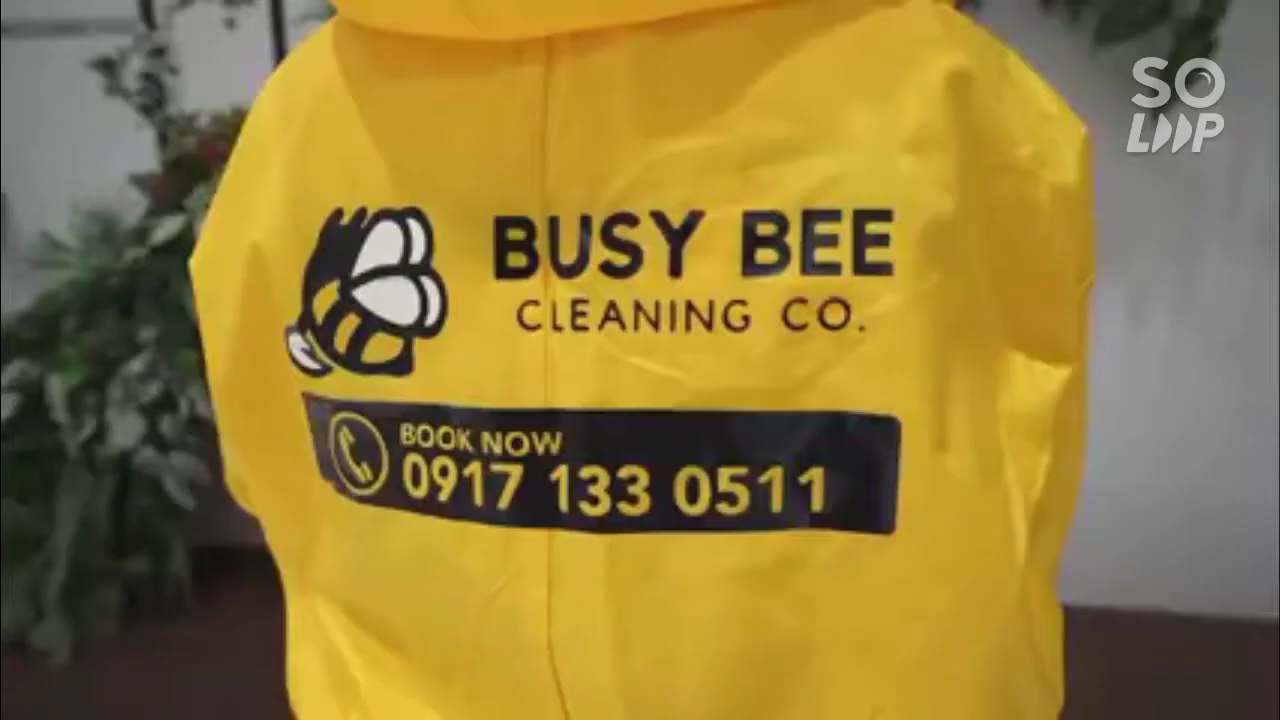 SO
LOOP
BUSY BEE
CLEANING CO.
BOOK NOW
0917 133 0511